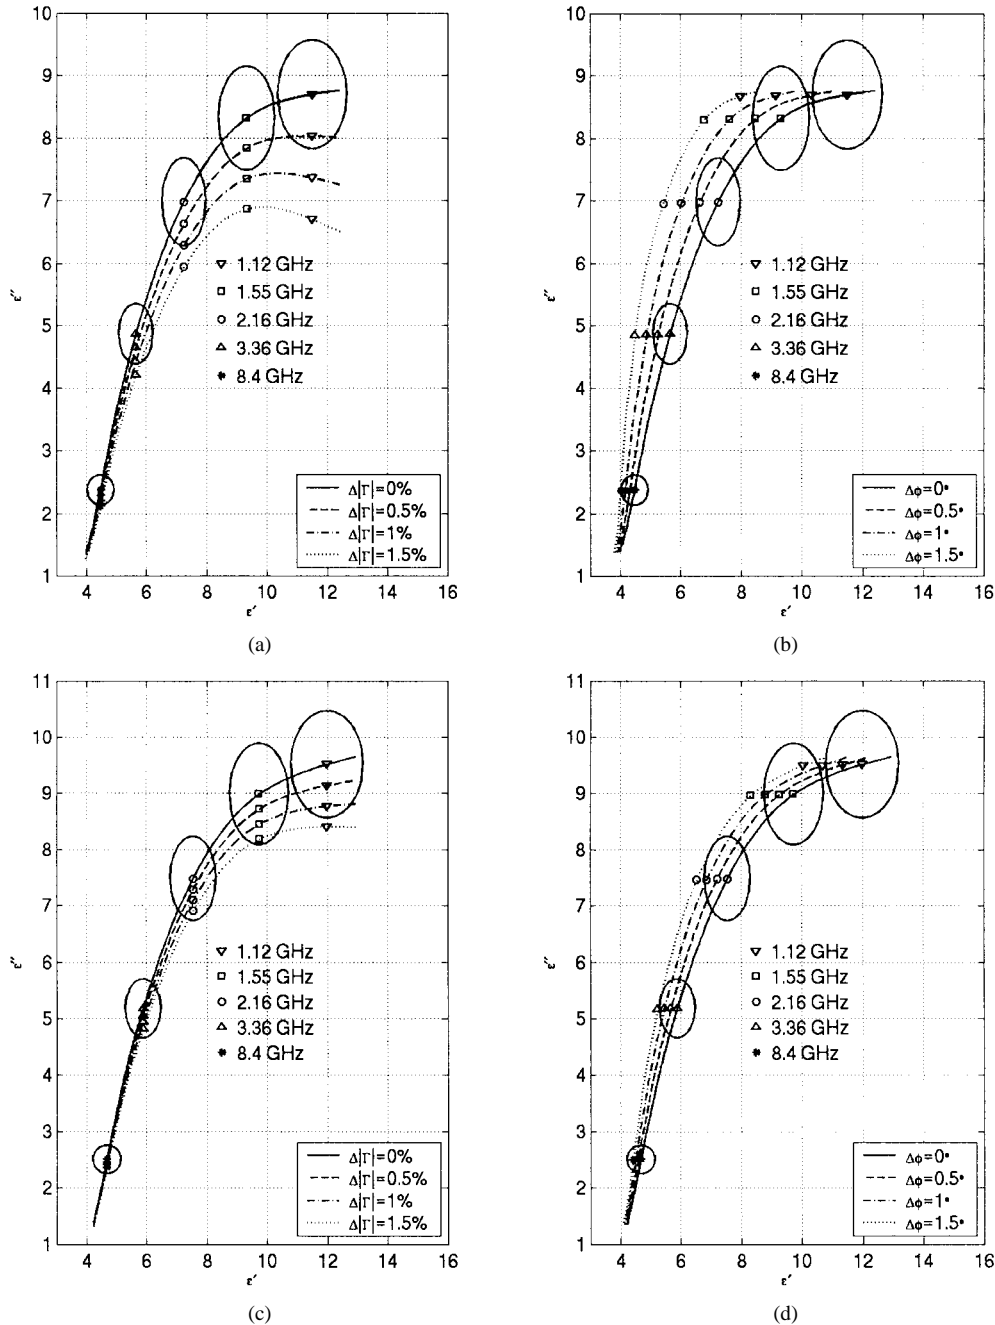 10
9
8
7
6
5
4
3
2
1
ε″
▽ 1.12 GHz
□ 1.55 GHz
○ 2.16 GHz
△ 3.36 GHz
✱ 8.4 GHz
Δ|Γ|=0%
Δ|Γ|=0.5%
Δ|Γ|=1%
Δ|Γ|=1.5%
4 6 8 10 12 14 16
ε′
(a)
10
9
8
7
6
5
4
3
2
1
ε″
▽ 1.12 GHz
□ 1.55 GHz
○ 2.16 GHz
△ 3.36 GHz
✱ 8.4 GHz
Δϕ=0°
Δϕ=0.5°
Δϕ=1°
Δϕ=1.5°
4 6 8 10 12 14 16
ε′
(b)
11
10
9
8
7
6
5
4
3
2
1
ε″
▽ 1.12 GHz
□ 1.55 GHz
○ 2.16 GHz
△ 3.36 GHz
✱ 8.4 GHz
Δ|Γ|=0%
Δ|Γ|=0.5%
Δ|Γ|=1%
Δ|Γ|=1.5%
4 6 8 10 12 14 16
ε′
(c)
11
10
9
8
7
6
5
4
3
2
1
ε″
▽ 1.12 GHz
□ 1.55 GHz
○ 2.16 GHz
△ 3.36 GHz
✱ 8.4 GHz
Δϕ=0°
Δϕ=0.5°
Δϕ=1°
Δϕ=1.5°
4 6 8 10 12 14 16
ε′
(d)